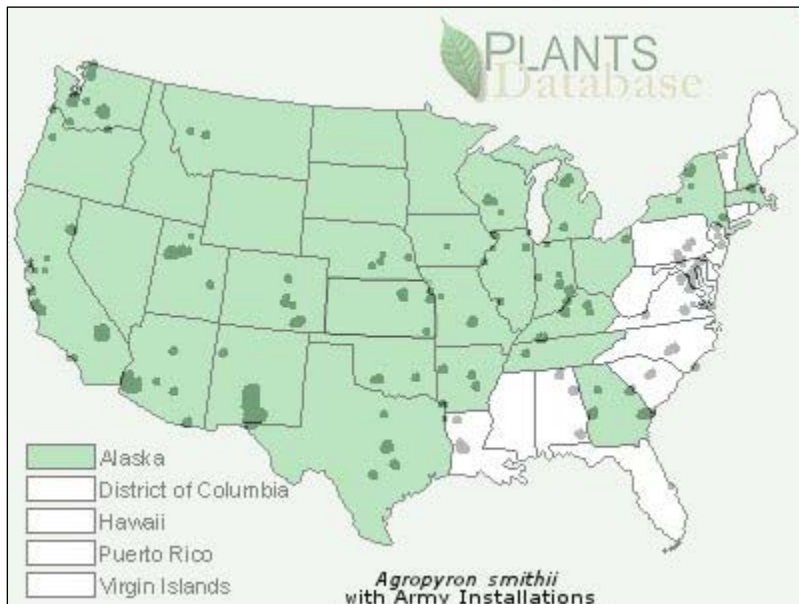 PLANTS
Database
Alaska
District of Columbia
Hawaii
Puerto Rico
Virgin Islands
Agropyron smithii
with Army Installations